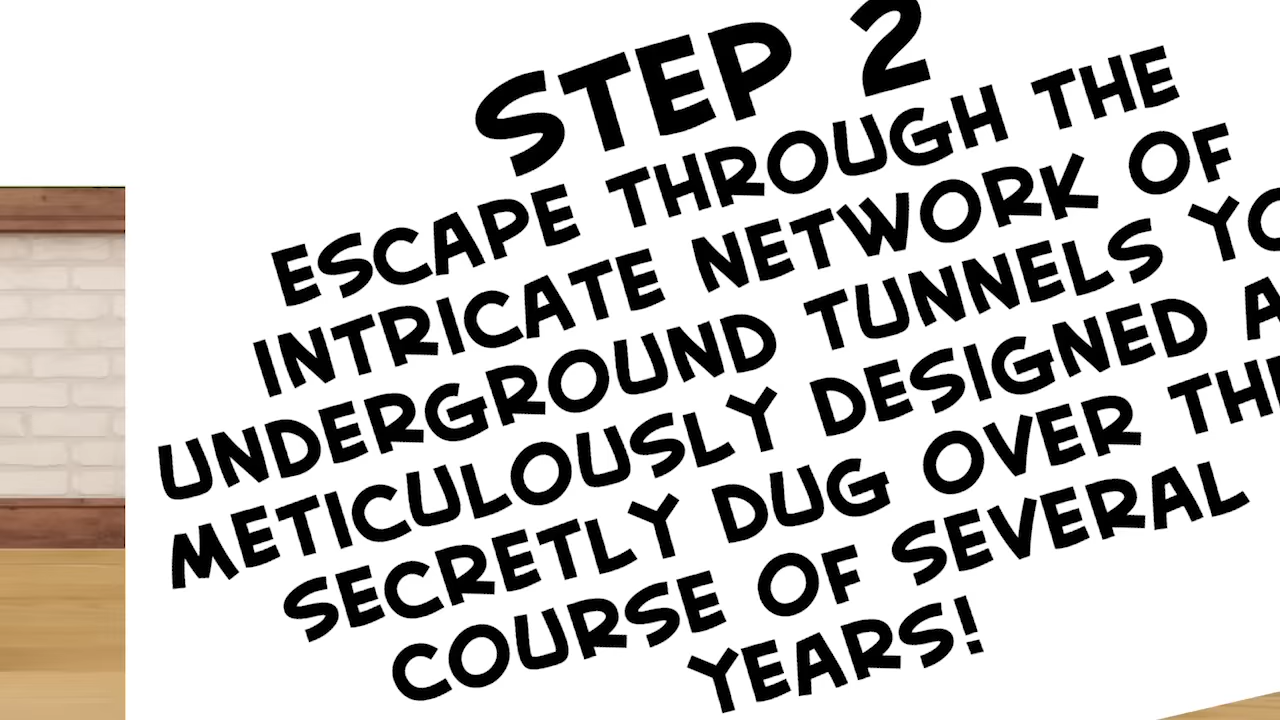 STEP 2
ESCAPE THROUGH THE
INTRICATE NETWORK OF
UNDERGROUND TUNNELS
METICULOUSLY DESIGNED
SECRETLY DUG OVER THE
COURSE OF SEVERAL
YEARS!